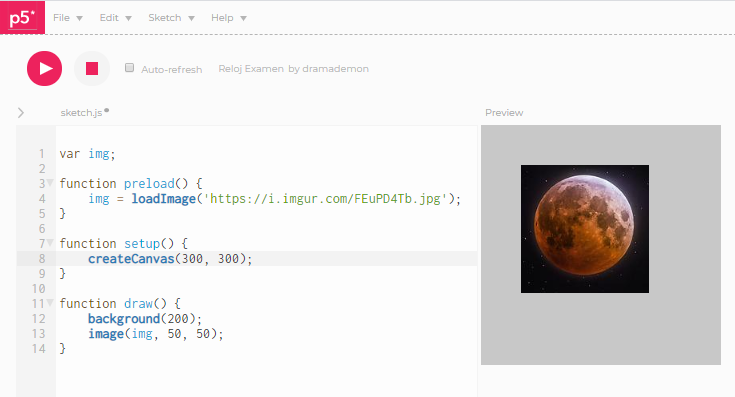 p5*
File Edit Sketch Help
Auto-refresh Reloj Examen by dramademon
sketch.js
Preview
1 var img;
2
3 function preload() {
4 img = loadImage('https://i.imgur.com/FEuPD4Tb.jpg');
5 }
6
7 function setup() {
8 createCanvas(300, 300);
9 }
10
11 function draw() {
12 background(200);
13 image(img, 50, 50);
14 }